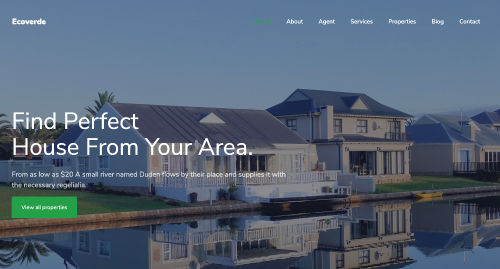 Ecoverde
Home About Agent Services Properties Blog Contact
Find Perfect
House From Your Area.
From as low as $20 A small river named Duden flows by their place and supplies it with
the necessary regelialia.
View all properties